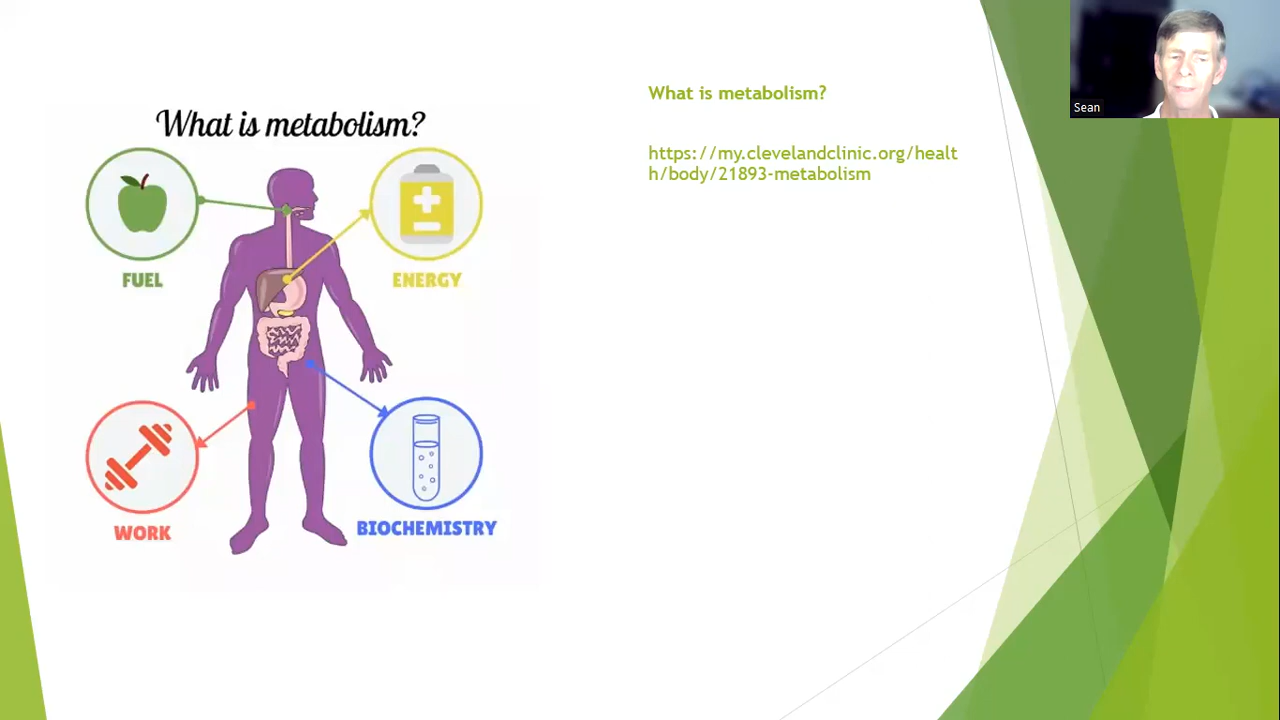 What is metabolism?
FUEL
ENERGY
WORK
BIOCHEMISTRY
What is metabolism?
https://my.clevelandclinic.org/healt
h/body/21893-metabolism
Sean